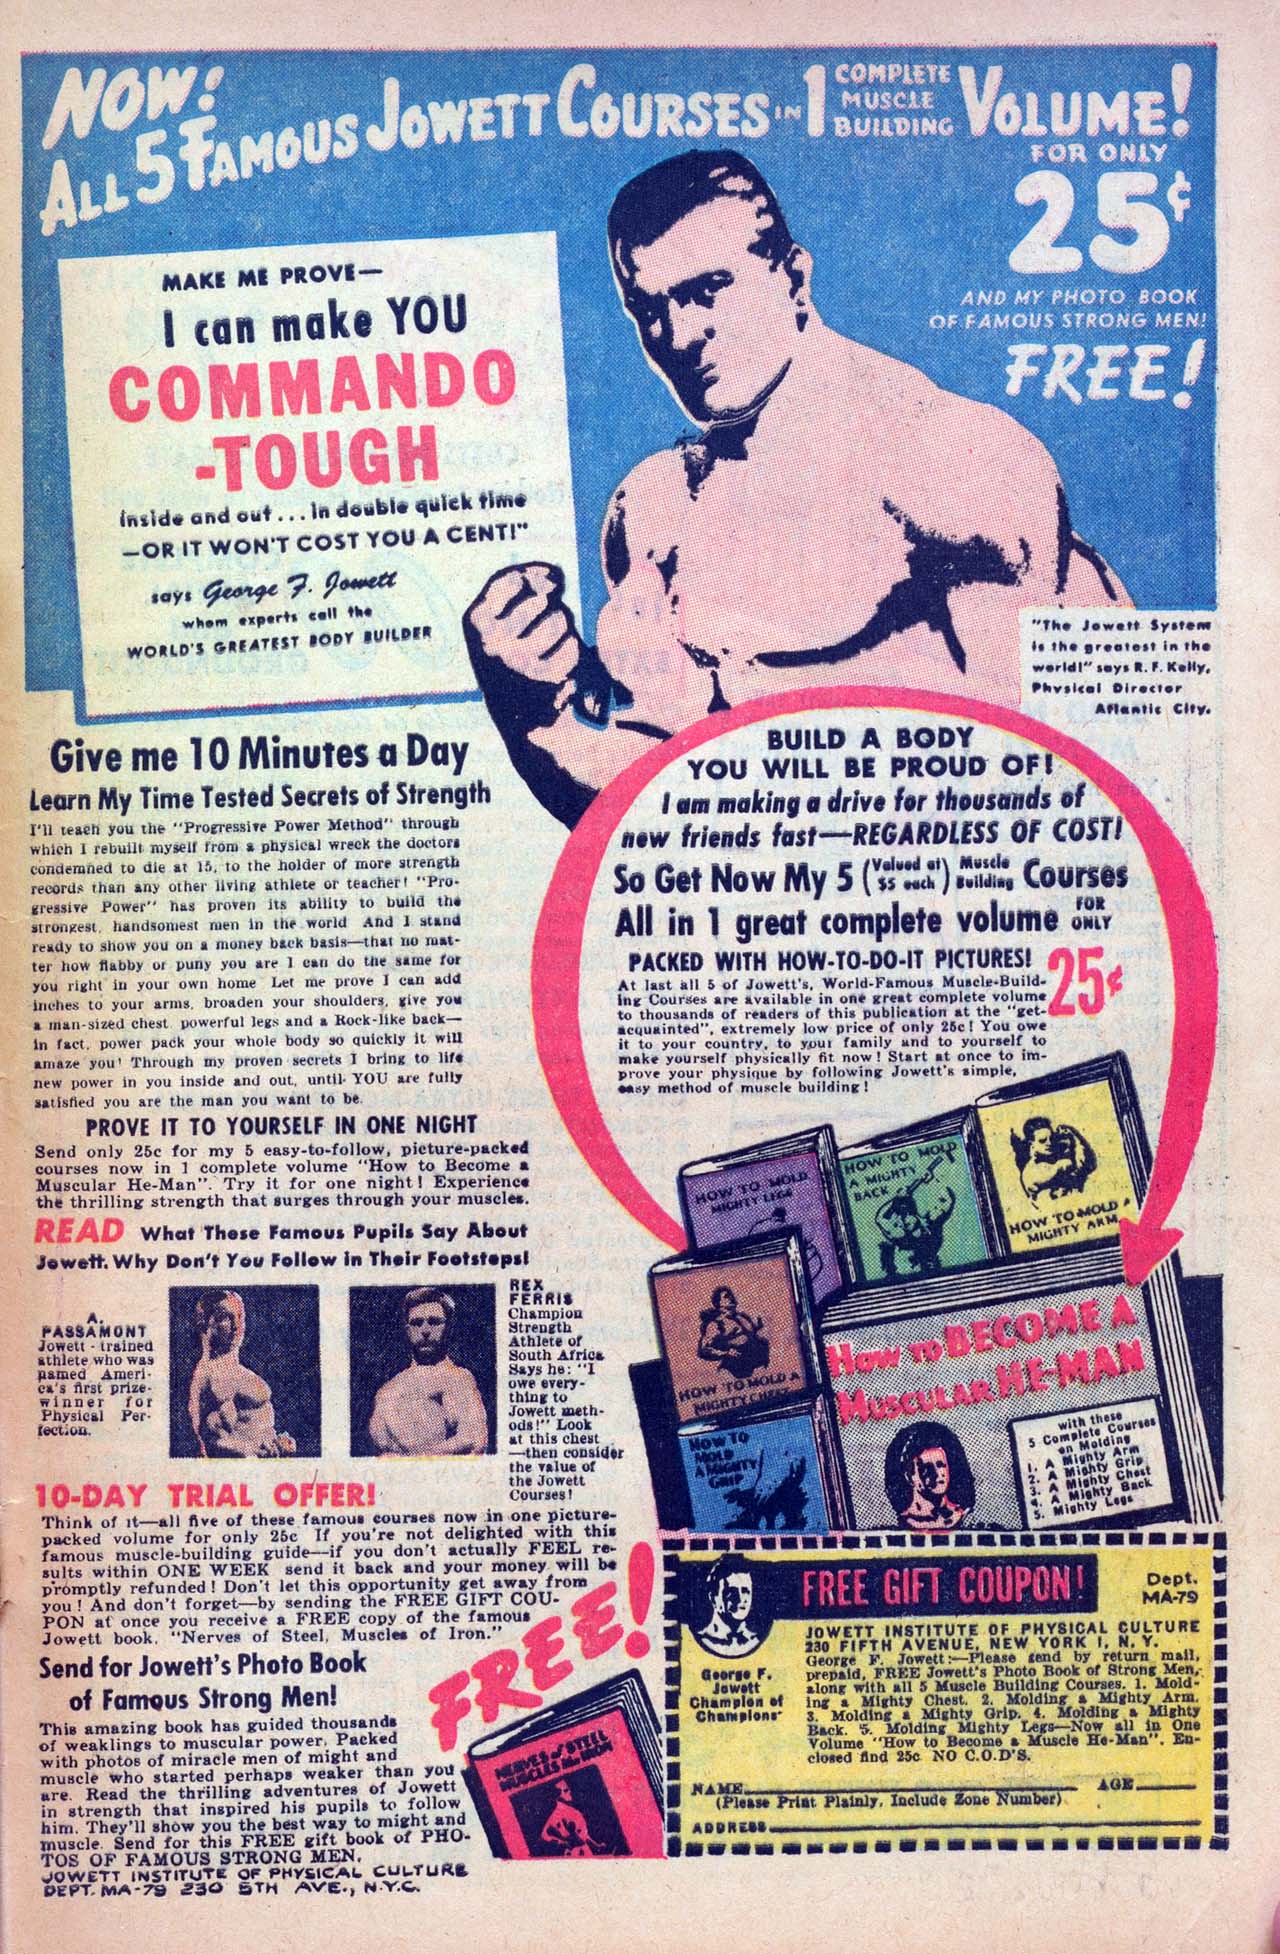 NOW!
ALL 5 FAMOUS JOWETT COURSES IN 1 COMPLETE MUSCLE BUILDING VOLUME!
FOR ONLY
25¢
AND MY PHOTO BOOK
OF FAMOUS STRONG MEN!
FREE!
MAKE ME PROVE—
I can make YOU
COMMANDO
-TOUGH
inside and out... in double quick time
—OR IT WON'T COST YOU A CENT!"
says George F. Jowett
whom experts call the
WORLD'S GREATEST BODY BUILDER
"The Jowett System
is the greatest in the
world!" says R. F. Kelly,
Physical Director
Atlantic City.
Give me 10 Minutes a Day
Learn My Time Tested Secrets of Strength
I'll teach you the "Progressive Power Method" through
which I rebuilt myself from a physical wreck the doctors
condemned to die at 15, to the holder of more strength
records than any other living athlete or teacher! "Pro-
gressive Power" has proven its ability to build the
strongest, handsomest men in the world And I stand
ready to show you on a money back basis—that no mat-
ter how flabby or puny you are I can do the same for
you right in your own home Let me prove I can add
inches to your arms, broaden your shoulders, give you
a man-sized chest, powerful legs and a Rock-like back—
in fact, power pack your whole body so quickly it will
amaze you! Through my proven secrets I bring to life
new power in you inside and out, until YOU are fully
satisfied you are the man you want to be.
PROVE IT TO YOURSELF IN ONE NIGHT
Send only 25c for my 5 easy-to-follow, picture-packed
courses now in 1 complete volume "How to Become a
Muscular He-Man". Try it for one night! Experience
the thrilling strength that surges through your muscles.
READ What These Famous Pupils Say About
Jowett. Why Don't You Follow in Their Footsteps!
A.
PASSAMONT
Jowett-trained
athlete who was
named Ameri-
ca's first prize-
winner for
Physical Per-
fection.
REX
FERRIS
Champion
Strength
Athlete of
South Africa
Says he: "I
owe every-
thing to
Jowett meth-
ods!" Look
at this chest
—then consider
the value of
the Jowett
Courses!
10-DAY TRIAL OFFER!
Think of it—all five of these famous courses now in one picture-
packed volume for only 25c If you're not delighted with this
famous muscle-building guide—if you don't actually FEEL re-
sults within ONE WEEK send it back and your money will be
promptly refunded! Don't let this opportunity get away from
you! And don't forget—by sending the FREE GIFT COU-
PON at once you receive a FREE copy of the famous
Jowett book, "Nerves of Steel, Muscles of Iron."
Send for Jowett's Photo Book
of Famous Strong Men!
This amazing book has guided thousands
of weaklings to muscular power. Packed
with photos of miracle men of might and
muscle who started perhaps weaker than you
are. Read the thrilling adventures of Jowett
in strength that inspired his pupils to follow
him. They'll show you the best way to might and
muscle. Send for this FREE gift book of PHO-
TOS OF FAMOUS STRONG MEN.
JOWETT INSTITUTE OF PHYSICAL CULTURE
DEPT. MA-79 230 5TH AVE., N.Y.C.
FREE!
NERVES of STEEL
MUSCLES like IRON
BUILD A BODY
YOU WILL BE PROUD OF!
I am making a drive for thousands of
new friends fast—REGARDLESS OF COST!
So Get Now My 5 (Valued at $5 each) Muscle Building Courses
All in 1 great complete volume FOR ONLY
PACKED WITH HOW-TO-DO-IT PICTURES! 25¢
At last all 5 of Jowett's, World-Famous Muscle-Build-
ing Courses are available in one great complete volume
to thousands of readers of this publication at the "get-
acquainted", extremely low price of only 25c! You owe
it to your country, to your family and to yourself to
make yourself physically fit now! Start at once to im-
prove your physique by following Jowett's simple,
easy method of muscle building!
HOW TO MOLD
MIGHTY LEGS
HOW TO MOLD
A MIGHTY
BACK
HOW TO MOLD A
MIGHTY ARM
HOW TO MOLD A
MIGHTY CHEST
HOW TO
MOLD
A MIGHTY
GRIP
HOW TO BECOME A
MUSCULAR HE-MAN
with these
5 Complete Courses
on Molding
1. A Mighty Arm
2. A Mighty Grip
3. A Mighty Chest
4. A Mighty Back
5. Mighty Legs
FREE GIFT COUPON!
Dept.
MA-79
George F.
Jowett
Champion of
Champions
JOWETT INSTITUTE OF PHYSICAL CULTURE
230 FIFTH AVENUE, NEW YORK 1, N. Y.
George F. Jowett:—Please send by return mail,
prepaid, FREE Jowett's Photo Book of Strong Men,
along with all 5 Muscle Building Courses. 1. Mold-
ing a Mighty Chest. 2. Molding a Mighty Arm.
3. Molding a Mighty Grip. 4. Molding a Mighty
Back. 5. Molding Mighty Legs—Now all in One
Volume "How to Become a Muscle He-Man". En-
closed find 25c NO C.O.D'S.
NAME AGE
(Please Print Plainly, Include Zone Number)
ADDRESS